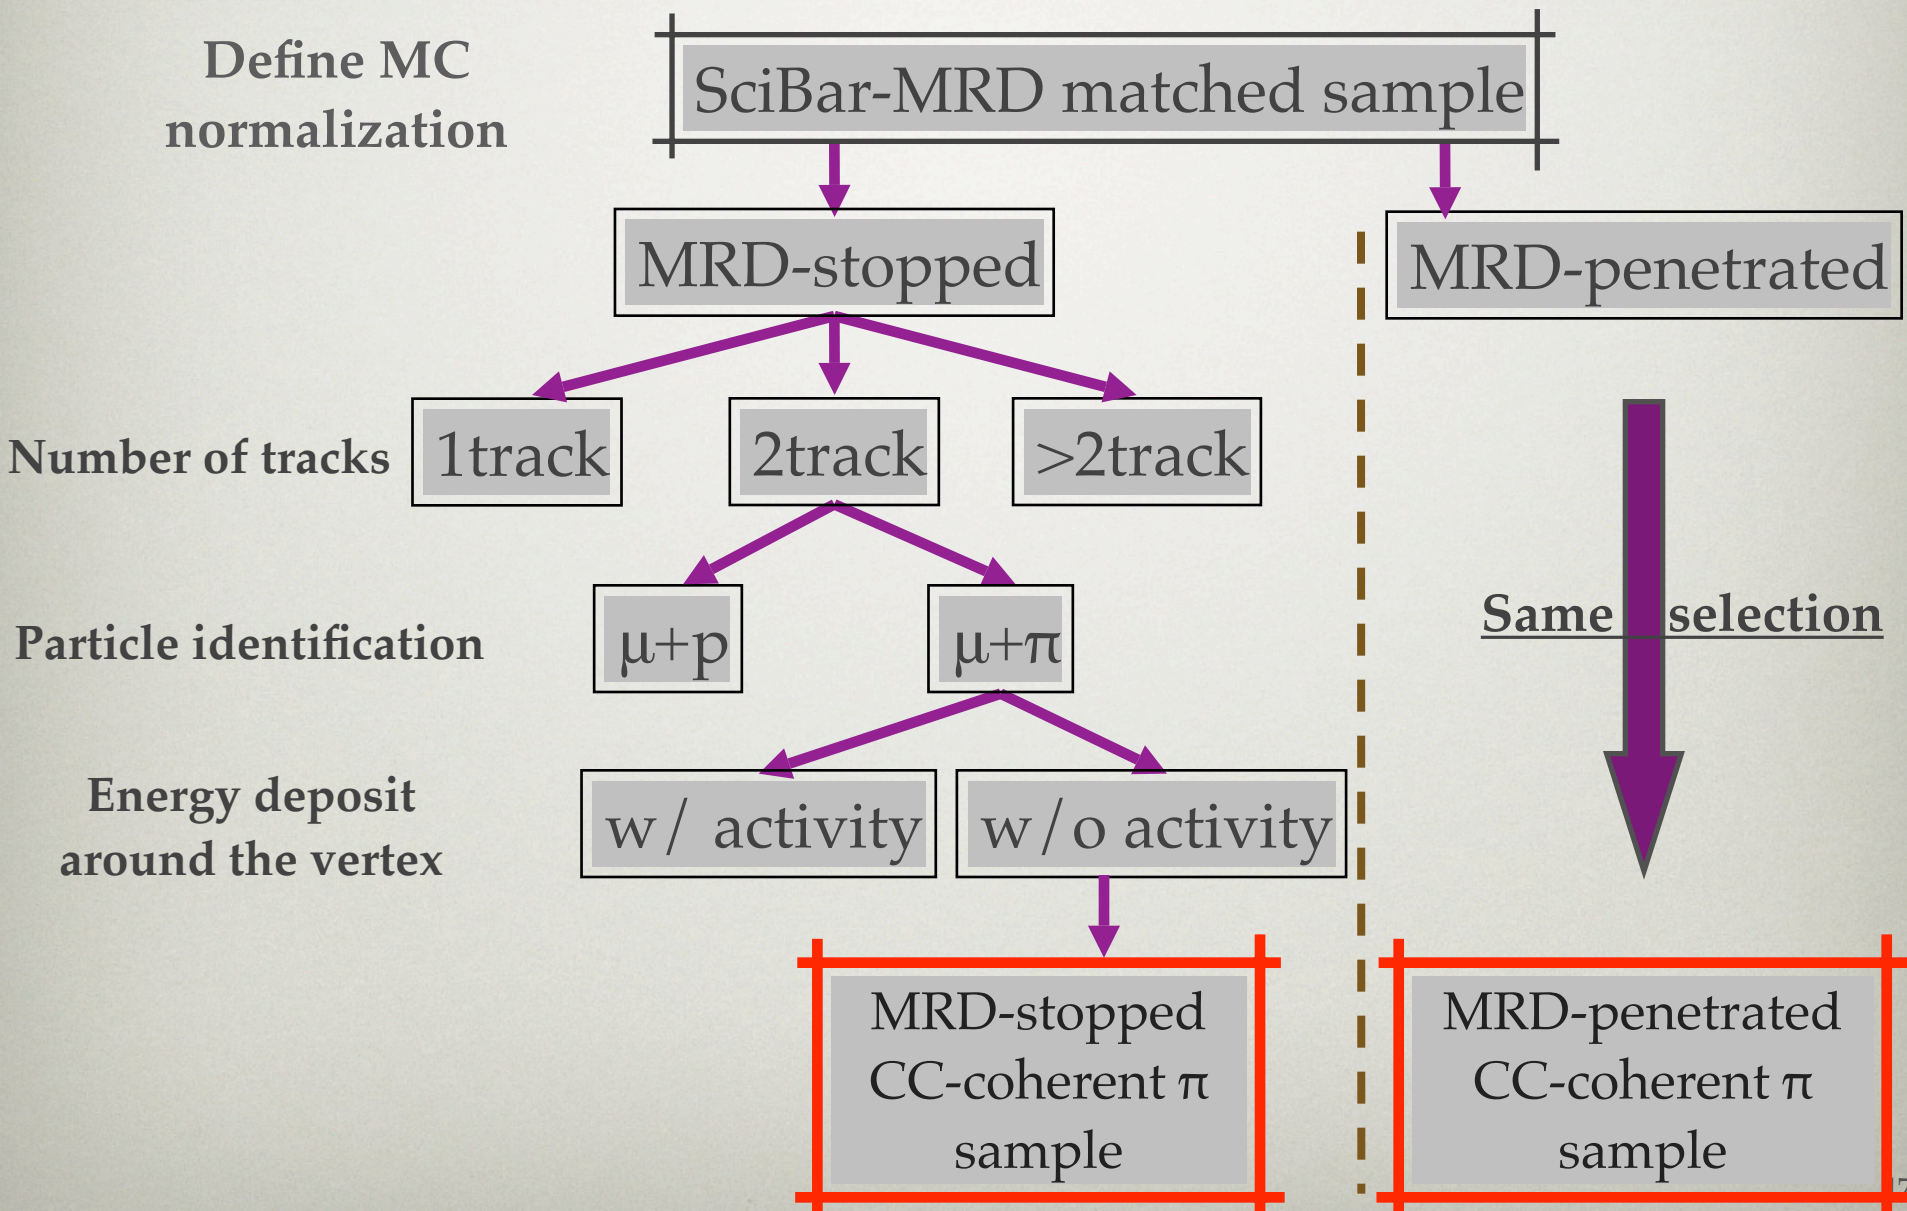 Define MC
normalization
SciBar-MRD matched sample
MRD-stopped
MRD-penetrated
Number of tracks
1track
2track
>2track
Particle identification
μ+p
μ+π
Same selection
Energy deposit
around the vertex
w/ activity
w/o activity
MRD-stopped
CC-coherent π
sample
MRD-penetrated
CC-coherent π
sample